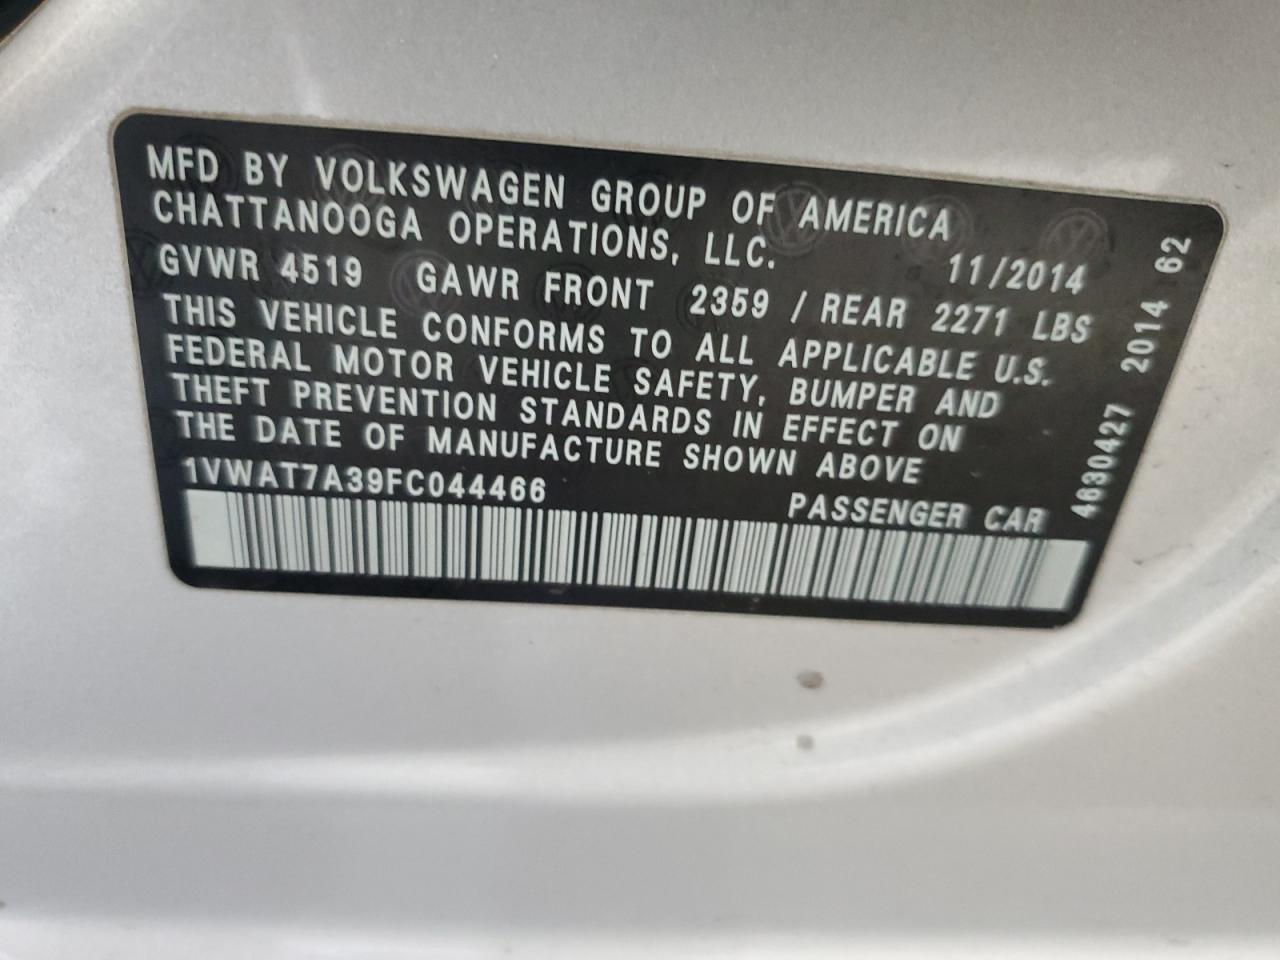 MFD BY VOLKSWAGEN GROUP OF AMERICA
CHATTANOOGA OPERATIONS, LLC.
11/2014
GVWR 4519 GAWR FRONT 2359 / REAR 2271 LBS
THIS VEHICLE CONFORMS TO ALL APPLICABLE U.S.
FEDERAL MOTOR VEHICLE SAFETY, BUMPER AND
THEFT PREVENTION STANDARDS IN EFFECT ON
THE DATE OF MANUFACTURE SHOWN ABOVE
1VWAT7A39FC044466
PASSENGER CAR
4630427 2014 62